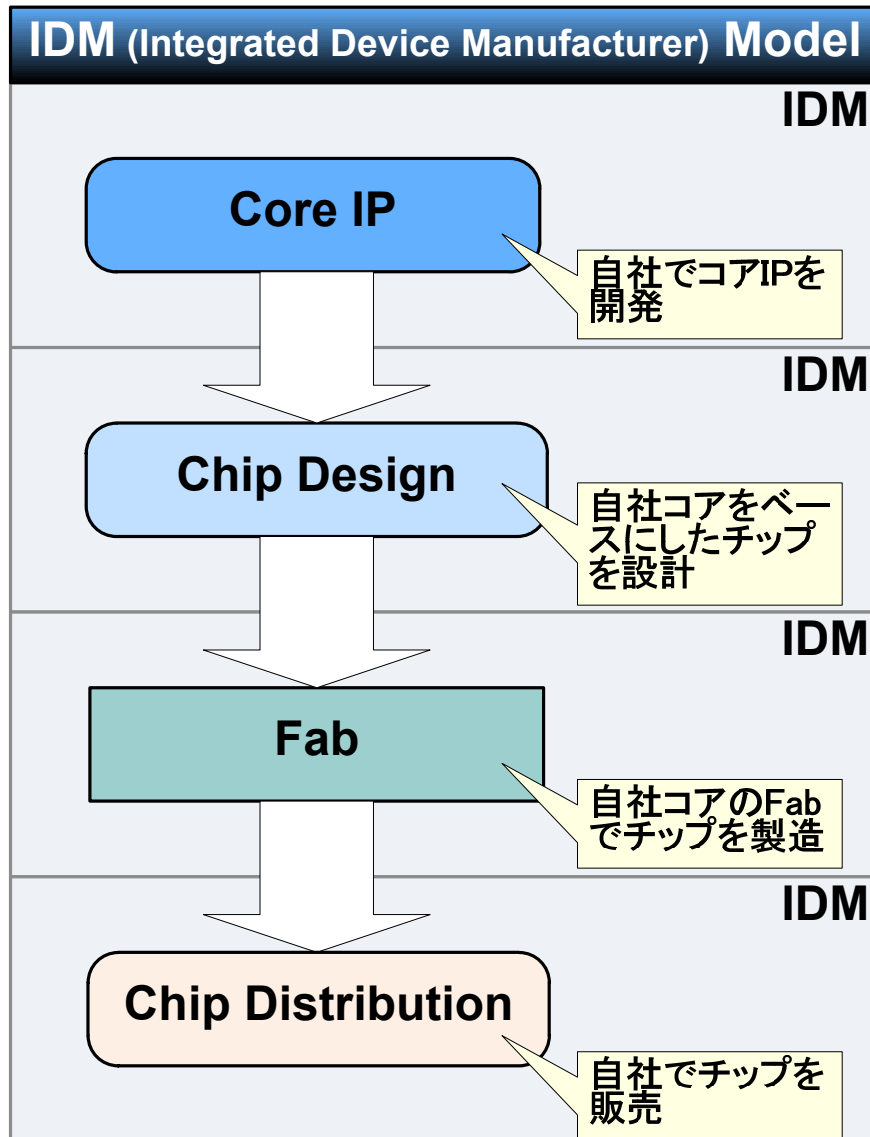 IDM (Integrated Device Manufacturer) Model
IDM
Core IP
自社でコアIPを
開発
IDM
Chip Design
自社コアをベー
スにしたチップ
を設計
IDM
Fab
自社コアのFab
でチップを製造
IDM
Chip Distribution
自社でチップを
販売